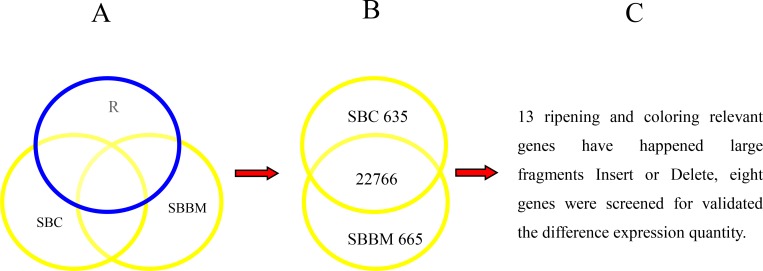 A
B
C
R
SBC
SBBM
SBC 635
22766
SBBM 665
13 ripening and coloring relevant
genes have happened large
fragments Insert or Delete, eight
genes were screened for validated
the difference expression quantity.